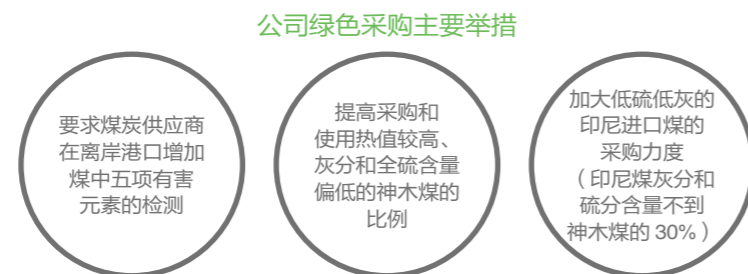 公司绿色采购主要举措
要求煤炭供应商
在离岸港口增加
煤中五项有害
元素的检测
提高采购和
使用热值较高、
灰分和全硫含量
偏低的神木煤的
比例
加大低硫低灰的
印尼进口煤的
采购力度
（印尼煤灰分和
硫分含量不到
神木煤的 30%）